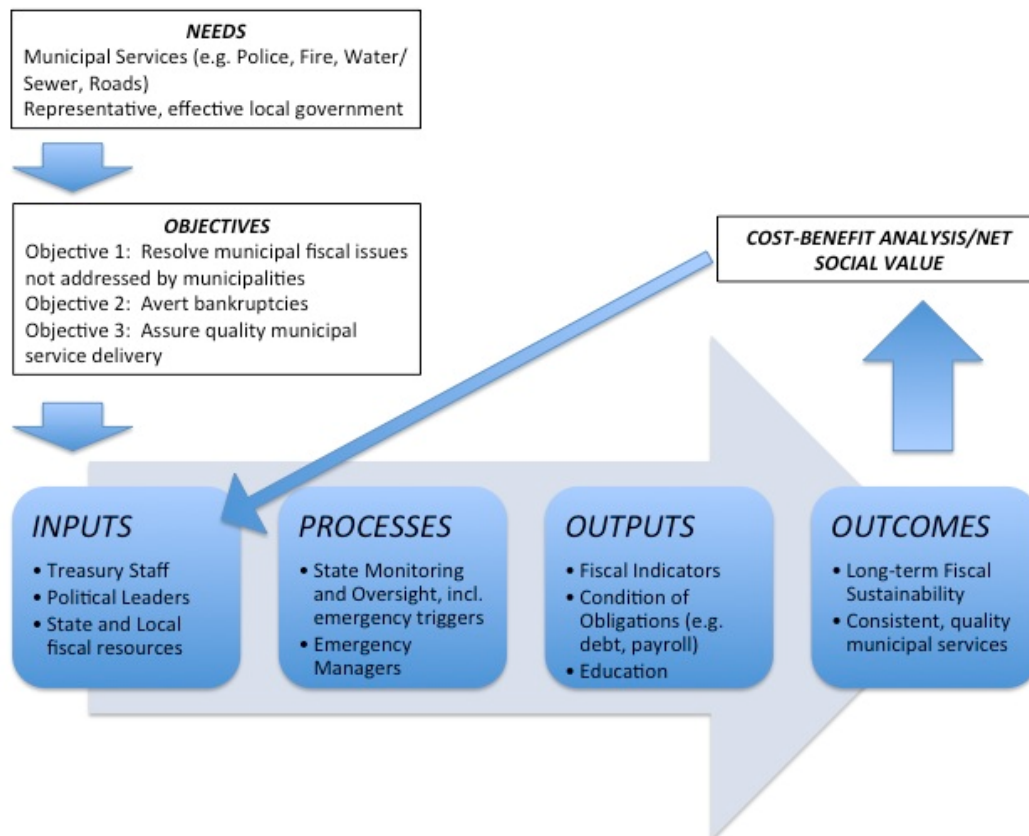 NEEDS
Municipal Services (e.g. Police, Fire, Water/
Sewer, Roads)
Representative, effective local government
OBJECTIVES
Objective 1:  Resolve municipal fiscal issues
not addressed by municipalities
Objective 2:  Avert bankruptcies
Objective 3:  Assure quality municipal
service delivery
COST-BENEFIT ANALYSIS/NET
SOCIAL VALUE
INPUTS
• Treasury Staff
• Political Leaders
• State and Local
fiscal resources
PROCESSES
• State Monitoring
and Oversight, incl.
emergency triggers
• Emergency
Managers
OUTPUTS
• Fiscal Indicators
• Condition of
Obligations (e.g.
debt, payroll)
• Education
OUTCOMES
• Long-term Fiscal
Sustainability
• Consistent, quality
municipal services